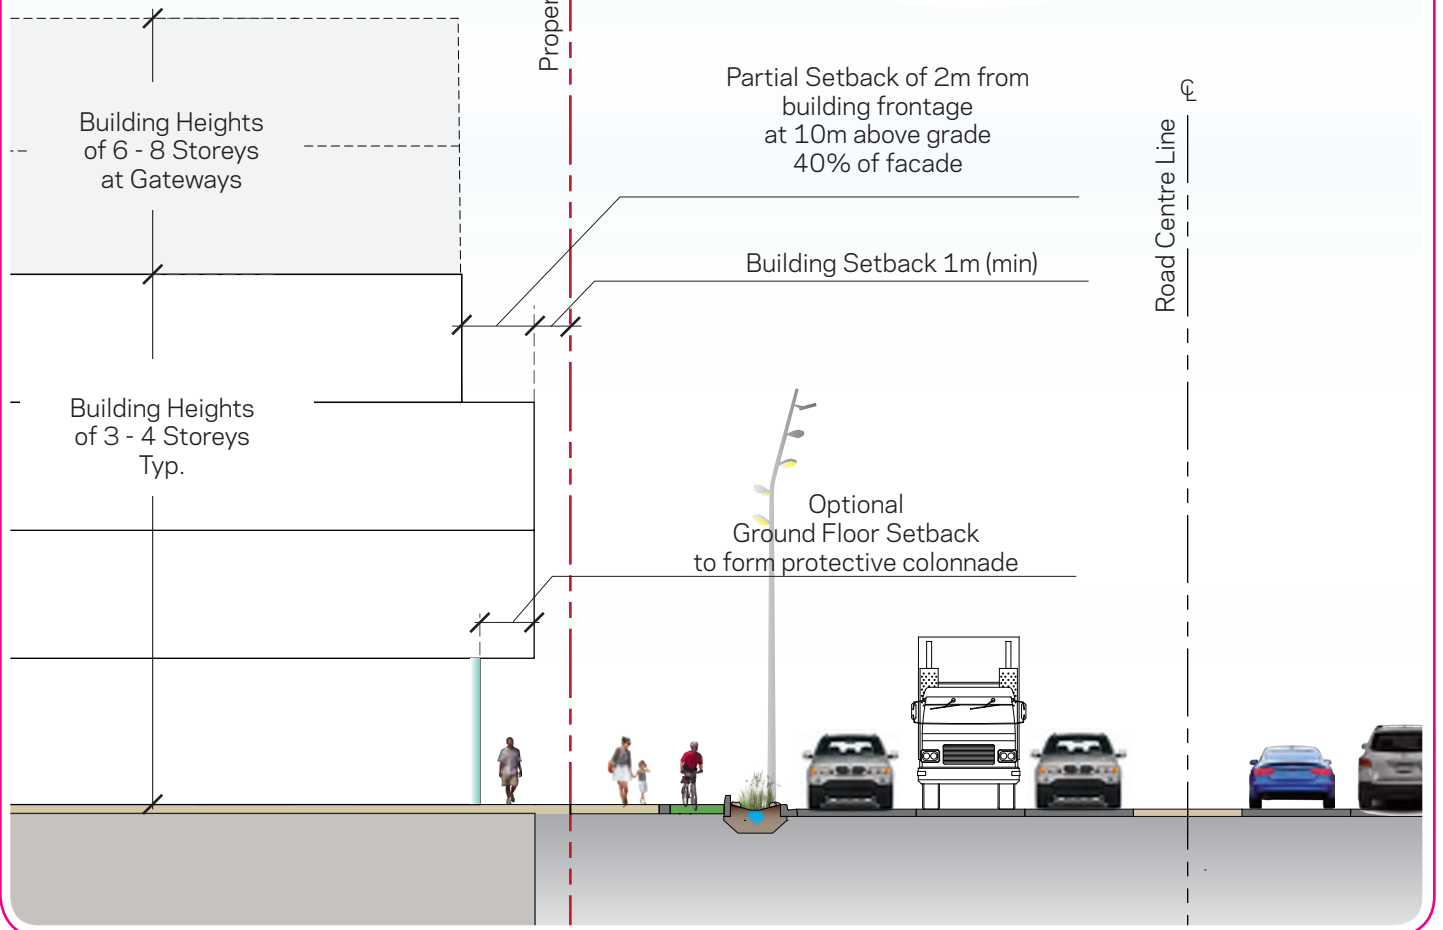 Proper
Partial Setback of 2m from
building frontage
at 10m above grade
40% of facade
℄
Building Heights
of 6 - 8 Storeys
at Gateways
Road Centre Line
Building Setback 1m (min)
Building Heights
of 3 - 4 Storeys
Typ.
Optional
Ground Floor Setback
to form protective colonnade